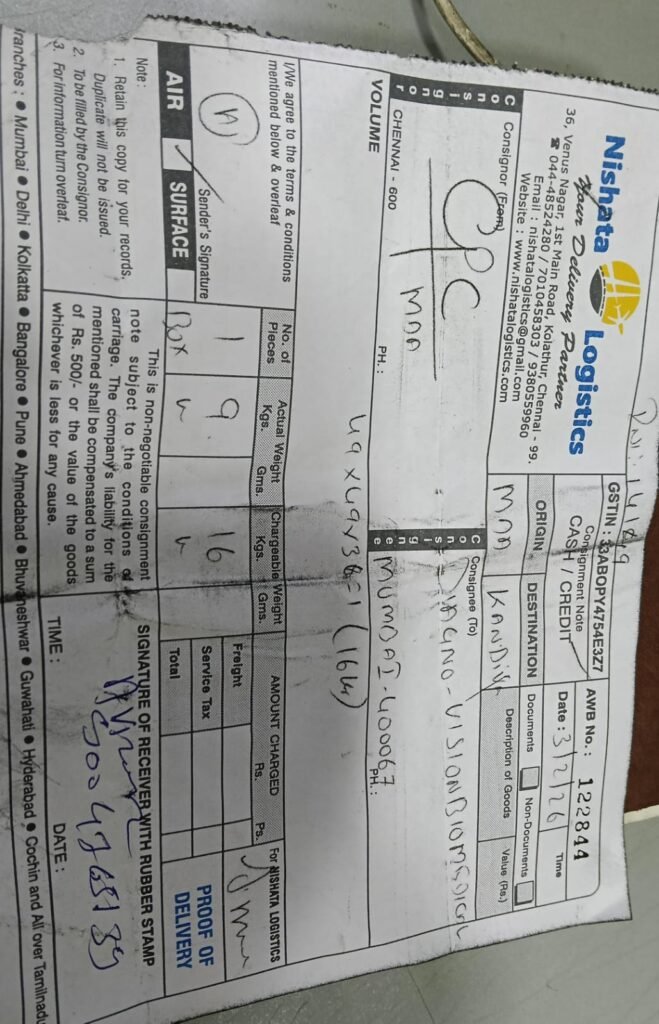 Nishata Logistics
Your Delivery Partner
36, Venus Nagar, 1st Main Road, Kolathur, Chennai - 99.
☎ 044-48524280 / 7010458303 / 9380559960
Email : nishatalogistics@gmail.com
Website : www.nishatalogistics.com
GSTIN : 33ABOPY4754E3Z7
Consignment Note
CASH / CREDIT
AWB No.: 122844
Date : 3/2/26
Time
ORIGIN
MAA
DESTINATION
Documents
Non-Documents
Description of Goods
Value (Rs.)
Consignor
Consignor (From)
CPC
MAA
CHENNAI - 600
PH.:
Consignee
Consignee (To)
MUMBAI-400067
PH.:
VOLUME
49x49x38=1 (16k)
I/We agree to the terms & conditions
mentioned below & overleaf
Sender's Signature
AIR
SURFACE
No. of Pieces
Actual Weight
Kgs. Gms.
Chargeable Weight
Kgs. Gms.
AMOUNT CHARGED
Rs. Ps.
1
Box
9
16
Freight
Service Tax
Total
For NISHATA LOGISTICS
PROOF OF
DELIVERY
Note:
1. Retain this copy for your records,
Duplicate will not be issued.
2. To be filled by the Consignor.
3. For information turn overleaf.
This is non-negotiable consignment
note subject to the conditions of
carriage. The company's liability for the
mentioned shall be compensated to a sum
of Rs. 500/- or the value of the goods
whichever is less for any cause.
SIGNATURE OF RECEIVER WITH RUBBER STAMP
TIME :
DATE :
Branches : ● Mumbai ● Delhi ● Kolkatta ● Bangalore ● Pune ● Ahmedabad ● Bhuvaneshwar ● Guwahati ● Hyderabad ● Cochin and All over Tamilnadu